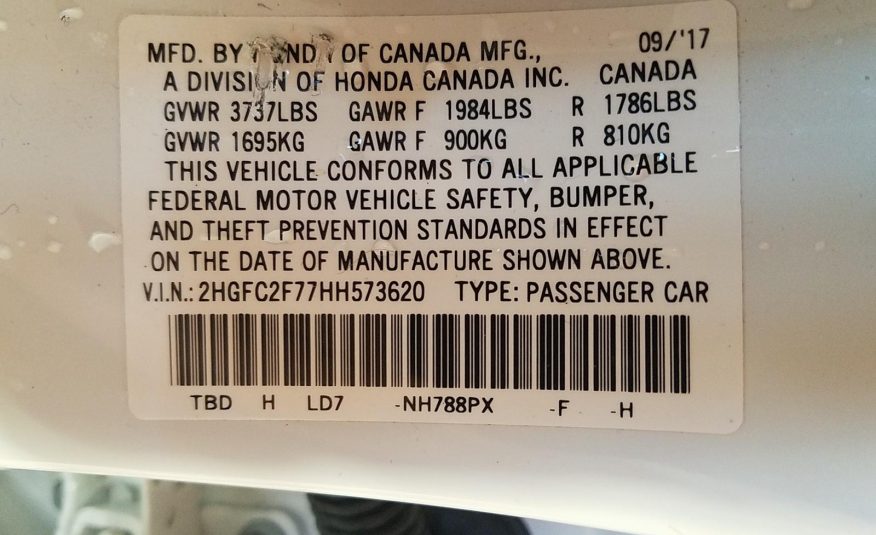 MFD. BY HONDA OF CANADA MFG., 09/'17
A DIVISION OF HONDA CANADA INC. CANADA
GVWR 3737LBS GAWR F 1984LBS R 1786LBS
GVWR 1695KG GAWR F 900KG R 810KG
THIS VEHICLE CONFORMS TO ALL APPLICABLE
FEDERAL MOTOR VEHICLE SAFETY, BUMPER,
AND THEFT PREVENTION STANDARDS IN EFFECT
ON THE DATE OF MANUFACTURE SHOWN ABOVE.
V.I.N.: 2HGFC2F77HH573620 TYPE: PASSENGER CAR
TBD H LD7 -NH788PX -F -H